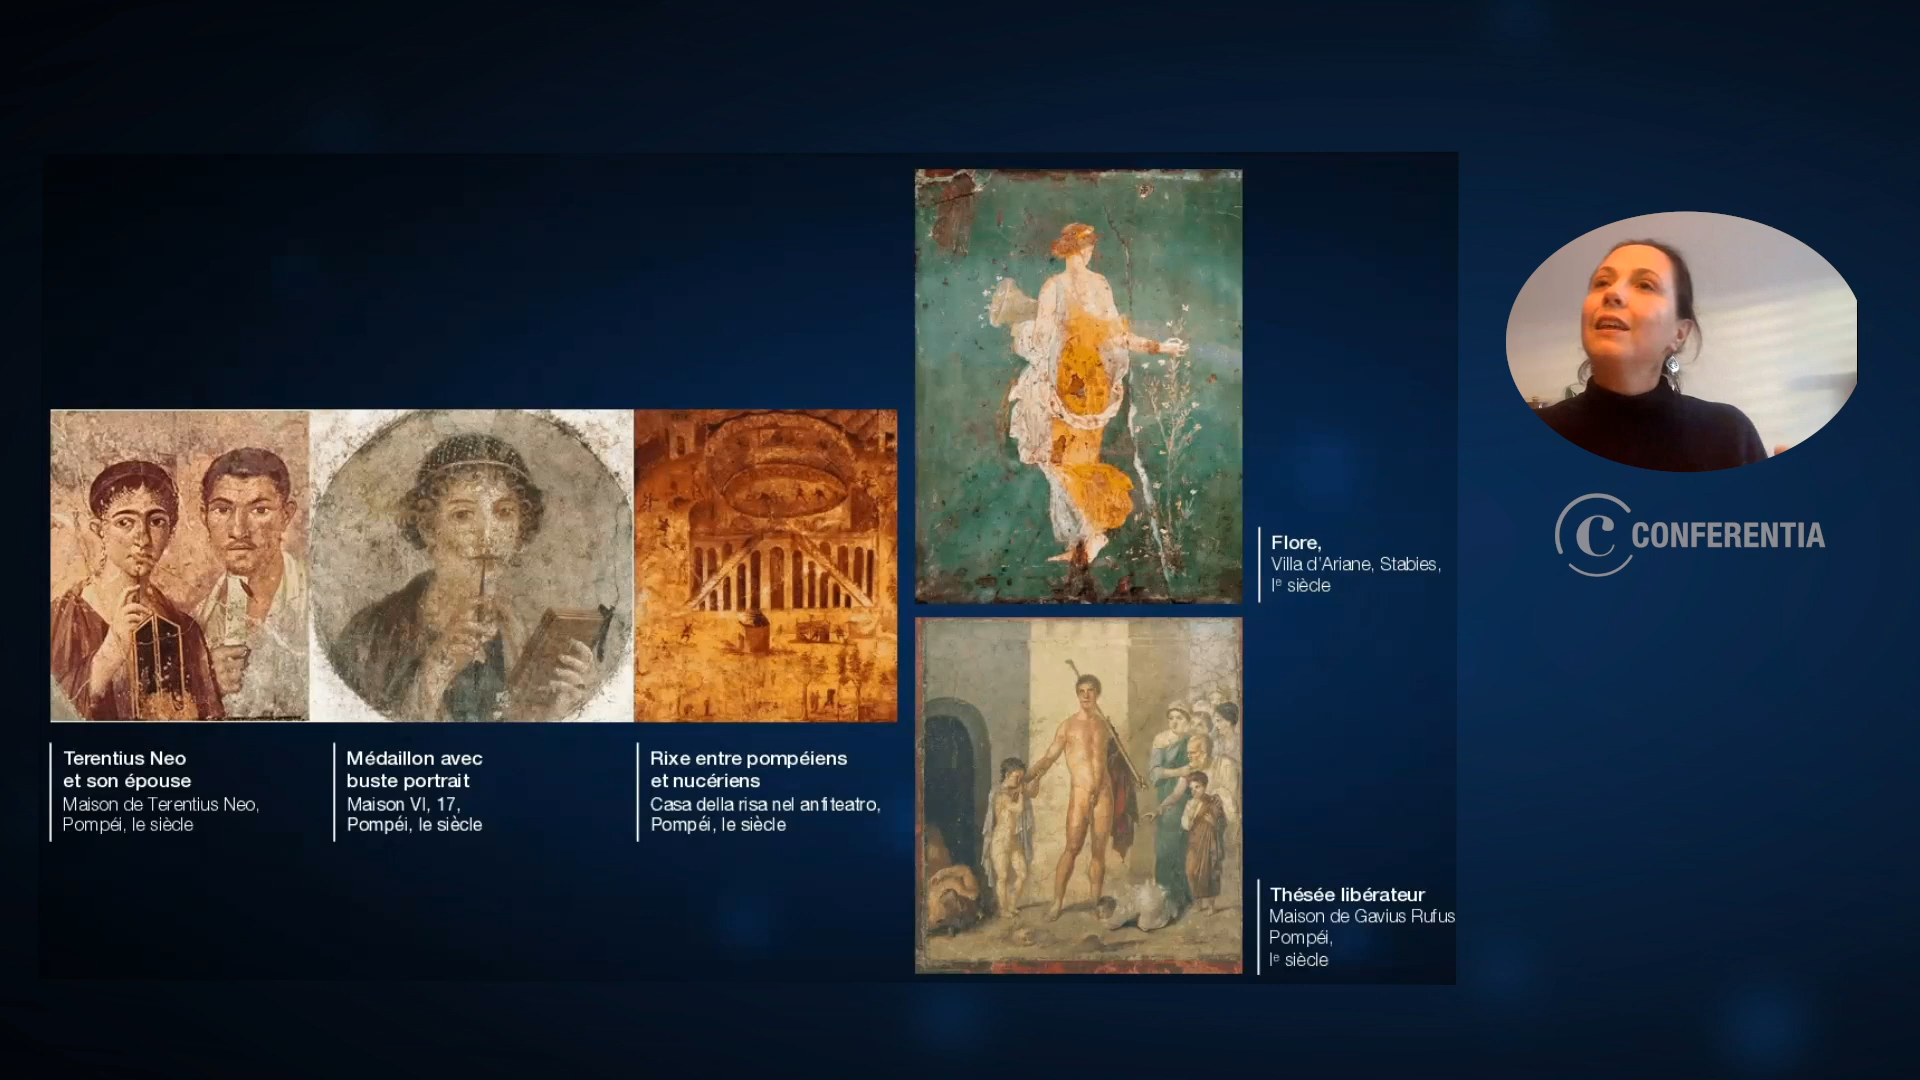 Terentius Neo
et son épouse
Maison de Terentius Neo,
Pompéi, Ie siècle
Médaillon avec
buste portrait
Maison VI, 17,
Pompéi, Ie siècle
Rixe entre pompéiens
et nucériens
Casa della risa nel anfiteatro,
Pompéi, Ie siècle
Flore,
Villa d'Ariane, Stabies,
Iᵉ siècle
Thésée libérateur
Maison de Gavius Rufus
Pompéi,
Iᵉ siècle
C CONFERENTIA